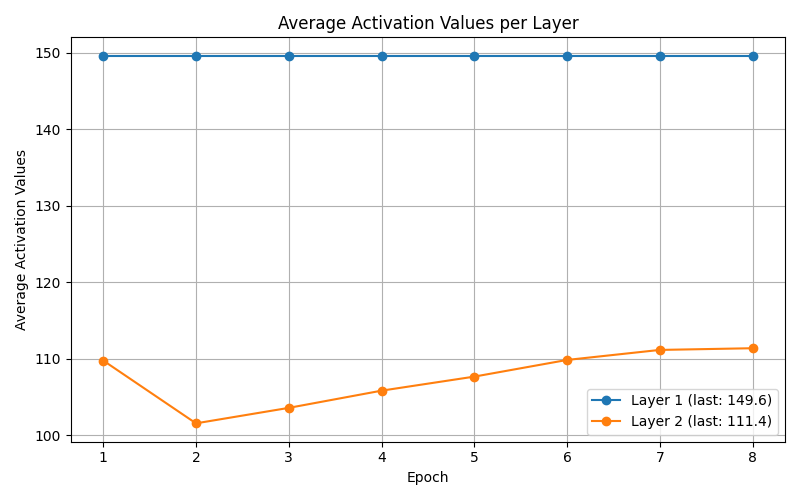 Average Activation Values per Layer
Average Activation Values
150
140
130
120
110
100
Layer 1 (last: 149.6)
Layer 2 (last: 111.4)
1 2 3 4 5 6 7 8
Epoch